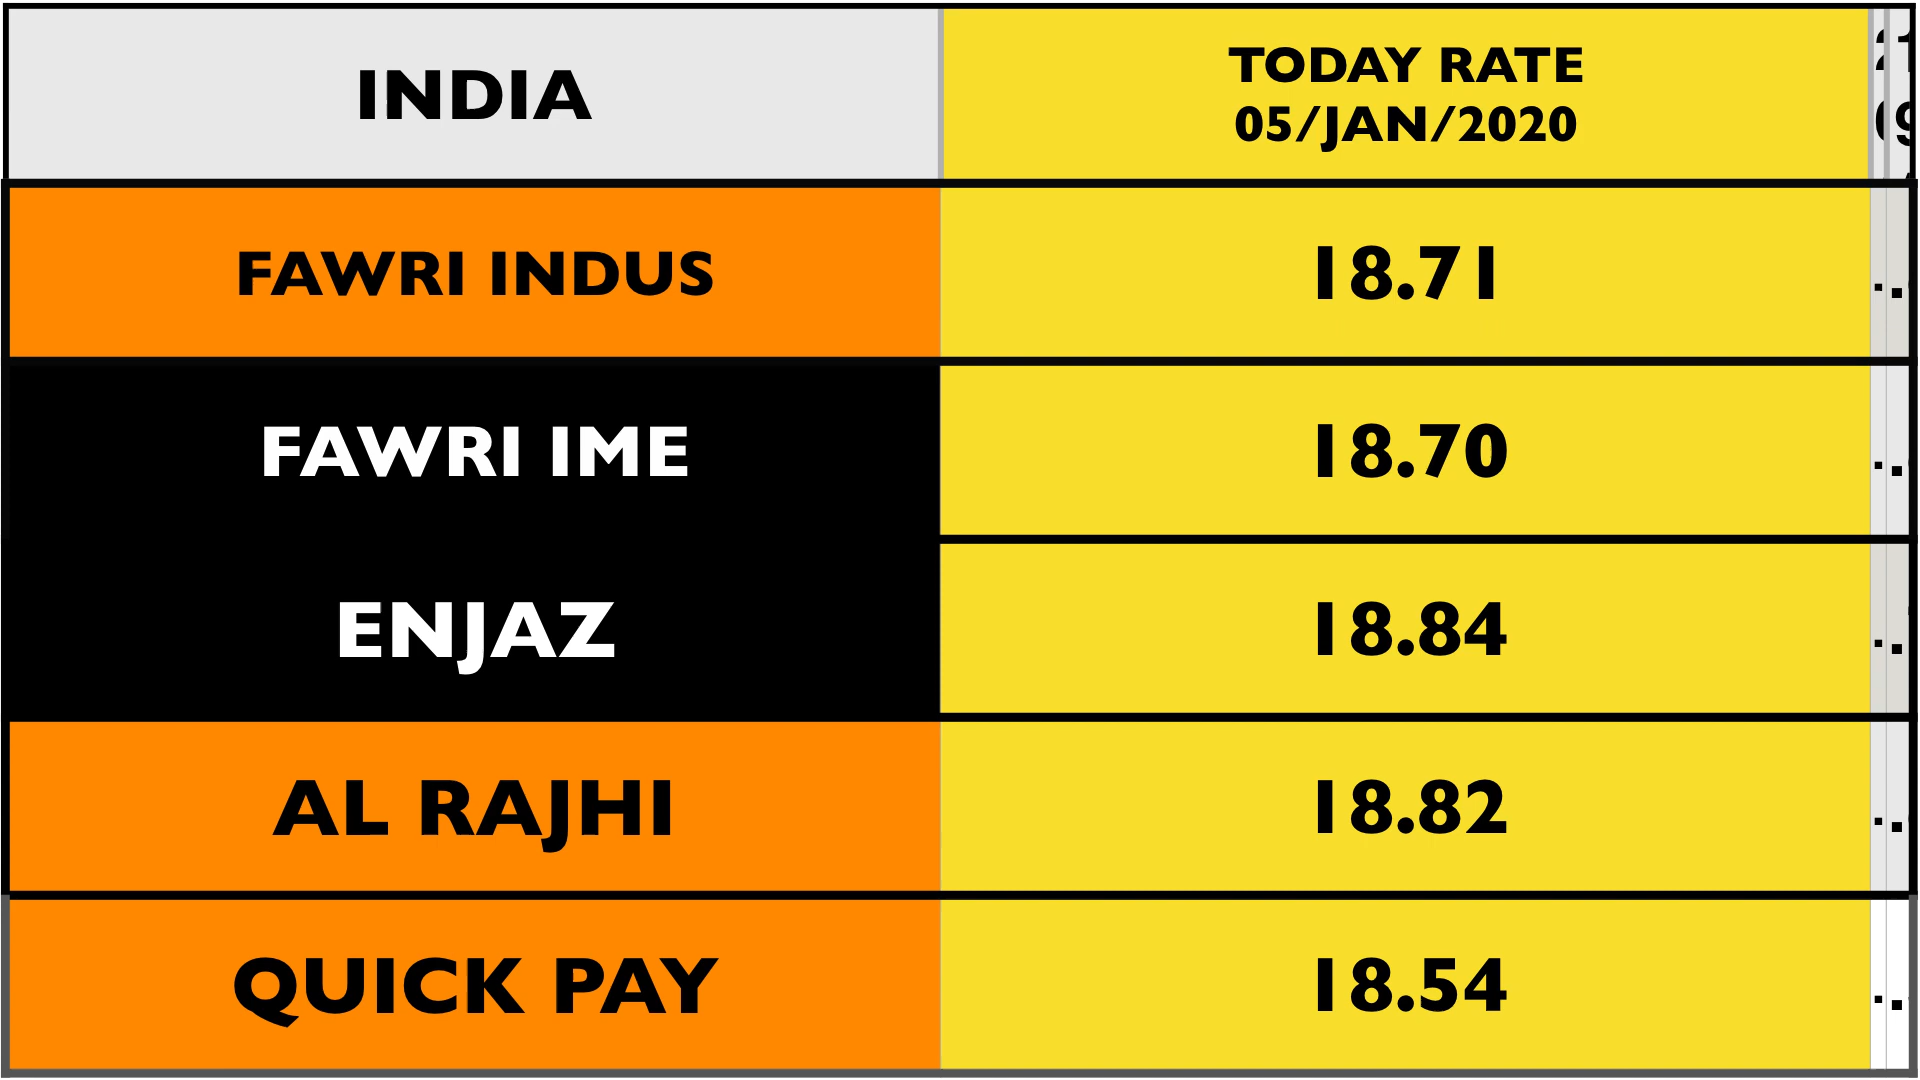 INDIA
TODAY RATE
05/JAN/2020
FAWRI INDUS
18.71
FAWRI IME
18.70
ENJAZ
18.84
AL RAJHI
18.82
QUICK PAY
18.54